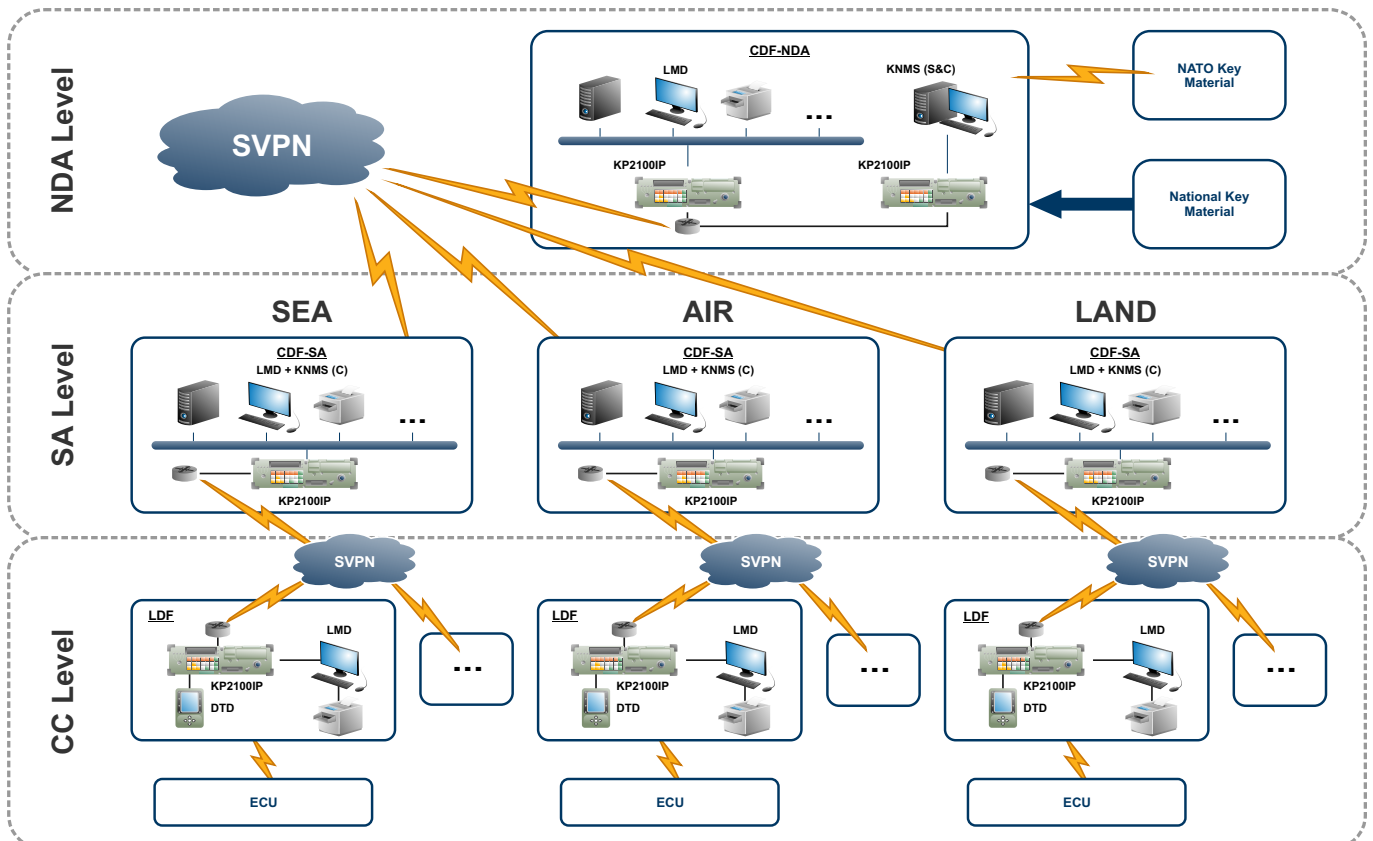 NDA Level
CDF-NDA
LMD
KNMS (S&C)
...
NATO Key
Material
SVPN
KP2100IP
KP2100IP
National Key
Material
SA Level
SEA
AIR
LAND
CDF-SA
LMD + KNMS (C)
...
KP2100IP
CDF-SA
LMD + KNMS (C)
...
KP2100IP
CDF-SA
LMD + KNMS (C)
...
KP2100IP
CC Level
SVPN
LDF
LMD
KP2100IP
DTD
...
ECU
SVPN
LDF
LMD
KP2100IP
DTD
...
ECU
SVPN
LDF
LMD
KP2100IP
DTD
...
ECU